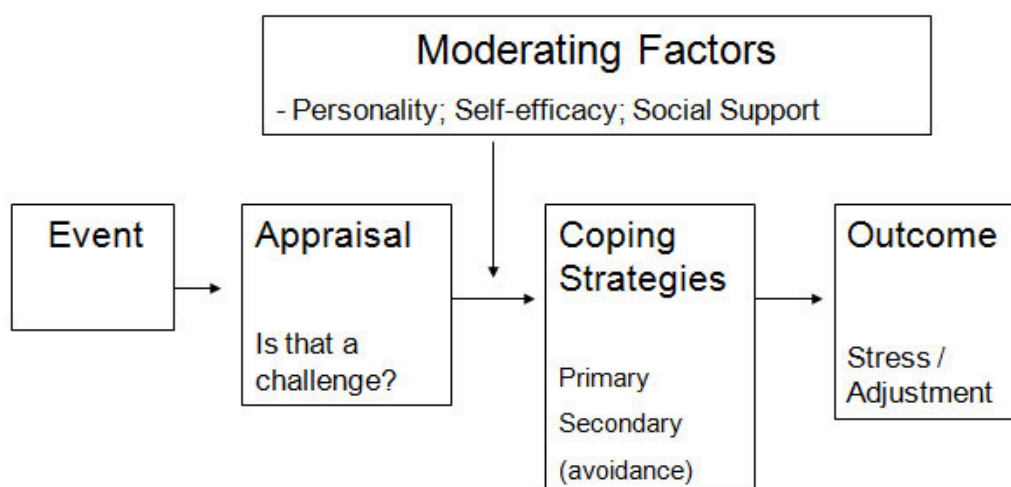 Moderating Factors
- Personality; Self-efficacy; Social Support
Event
Appraisal
Is that a
challenge?
Coping
Strategies
Primary
Secondary
(avoidance)
Outcome
Stress /
Adjustment